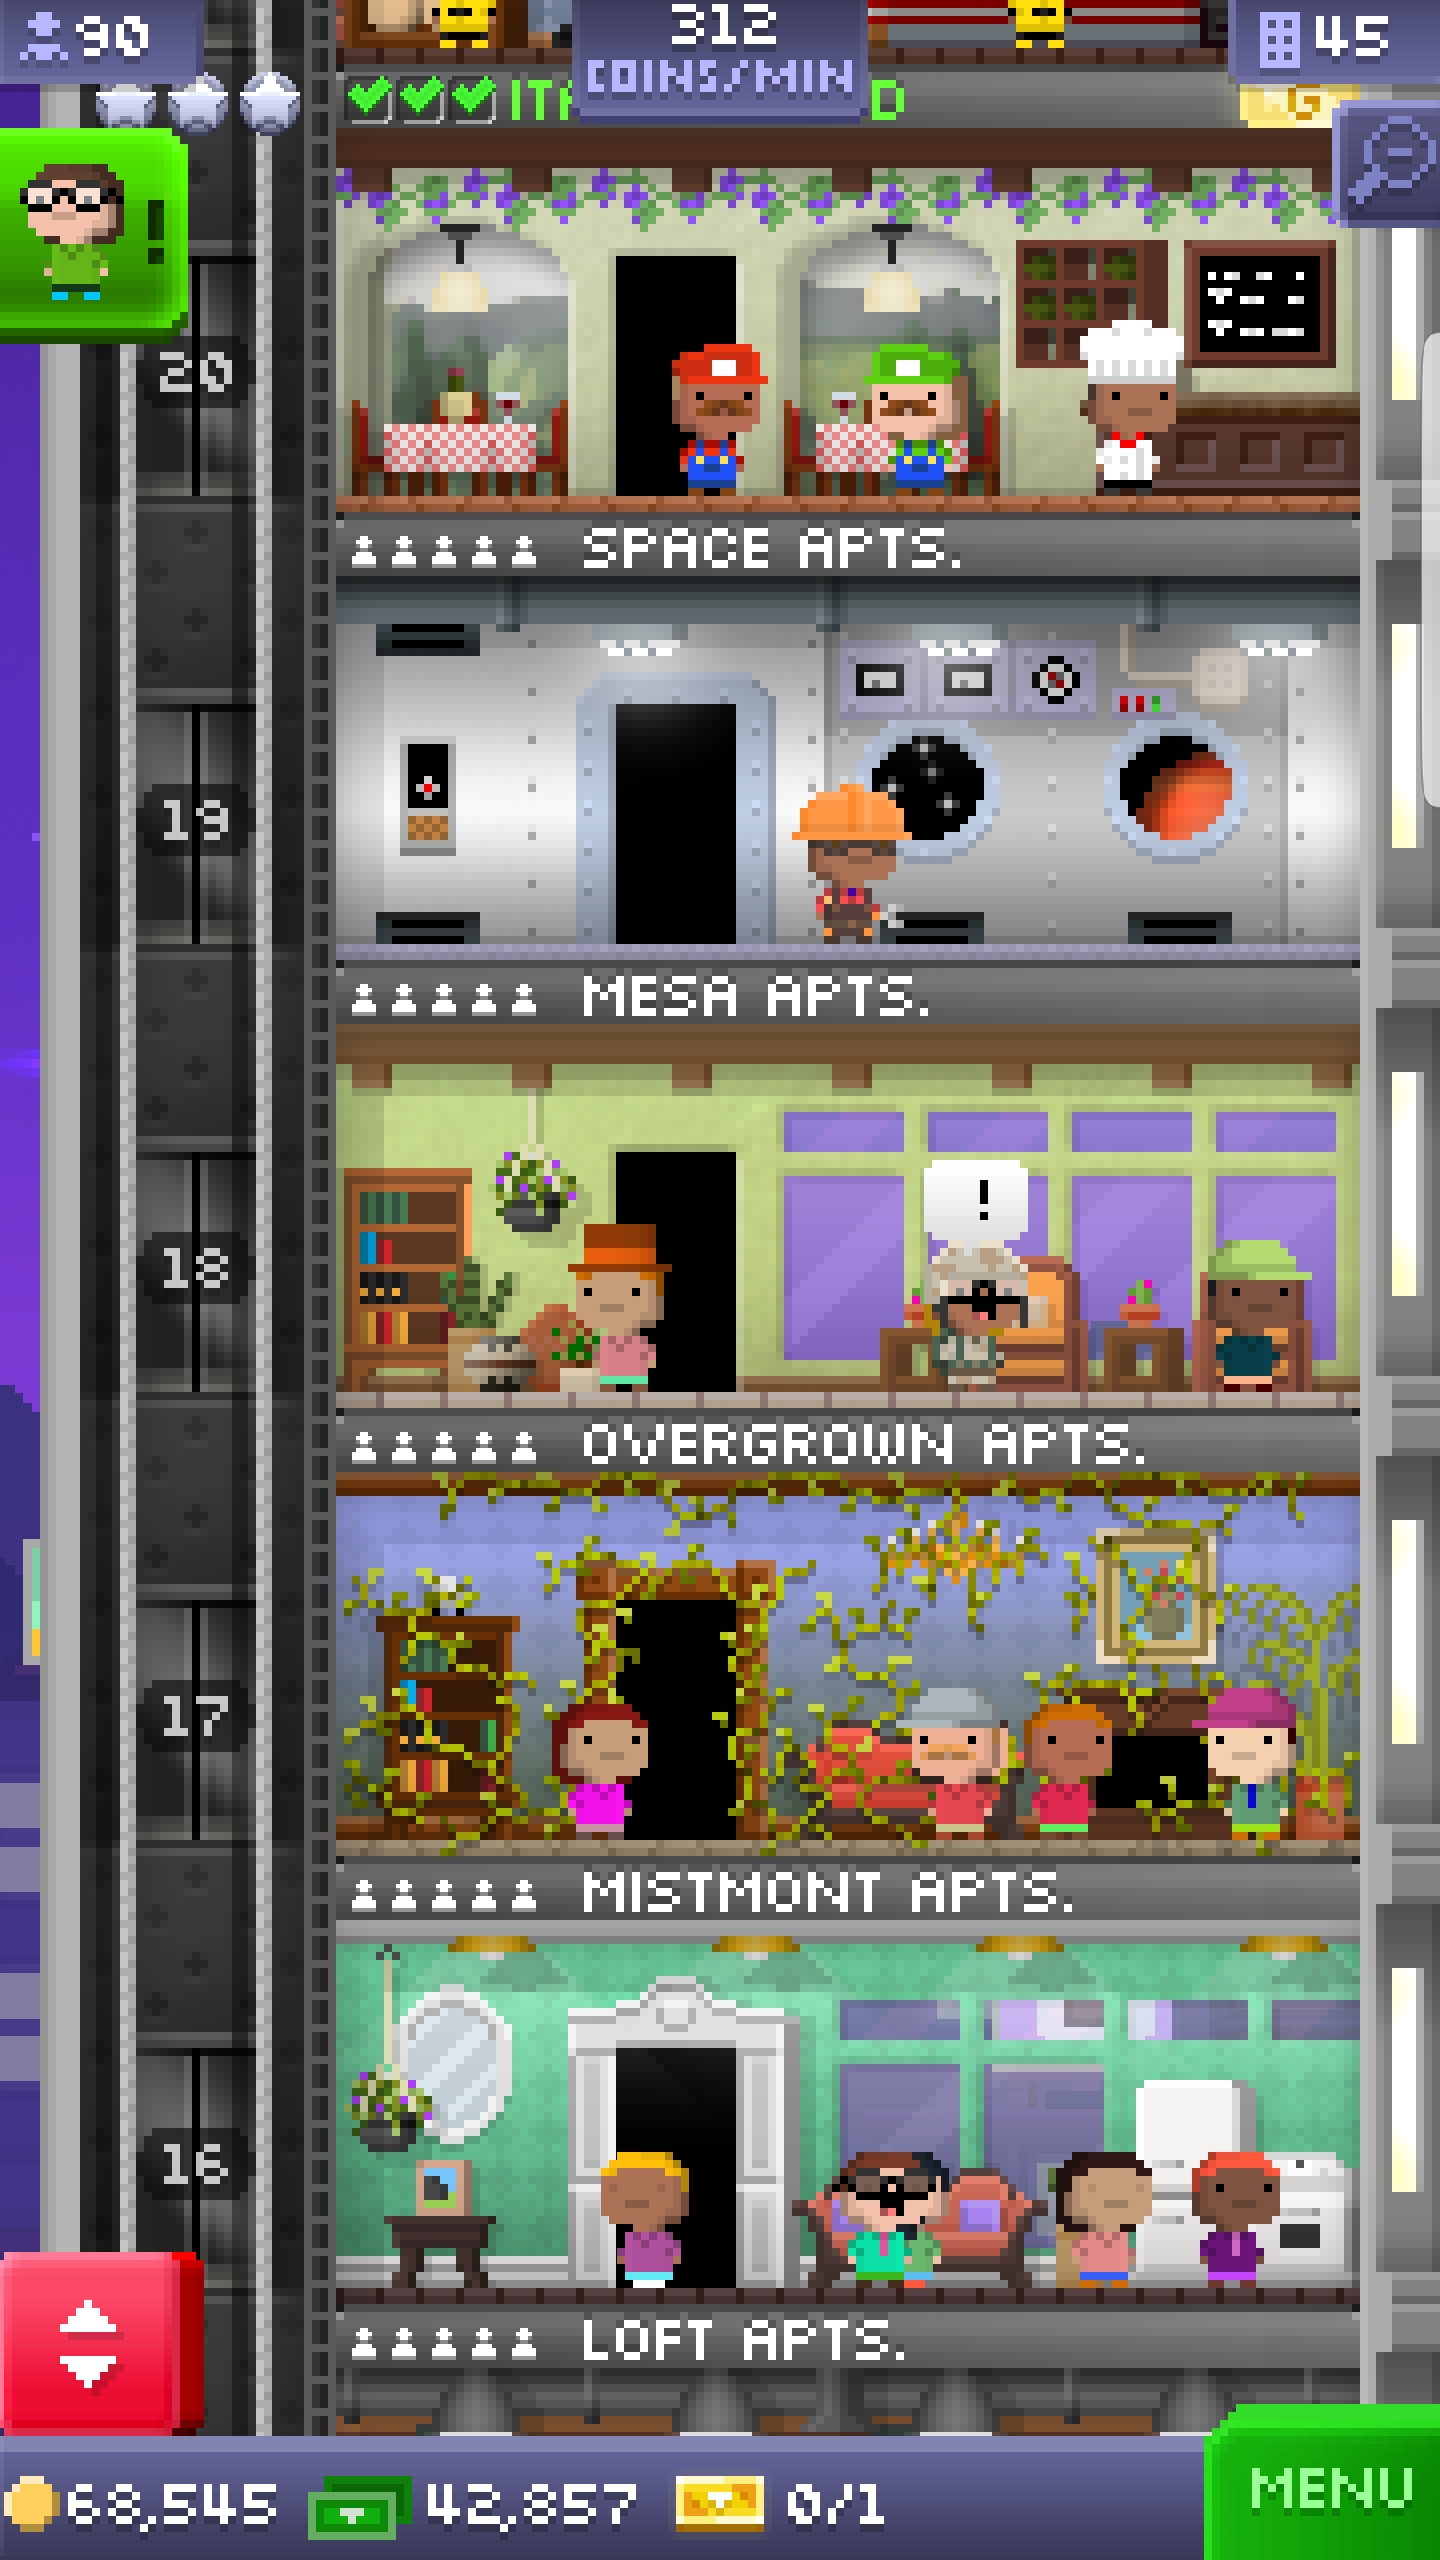 90
312
COINS/MIN
45
!
20
SPACE APTS.
19
MESA APTS.
18
!
OVERGROWN APTS.
17
MISTMONT APTS.
16
LOFT APTS.
68,545 42,857 0/1
MENU